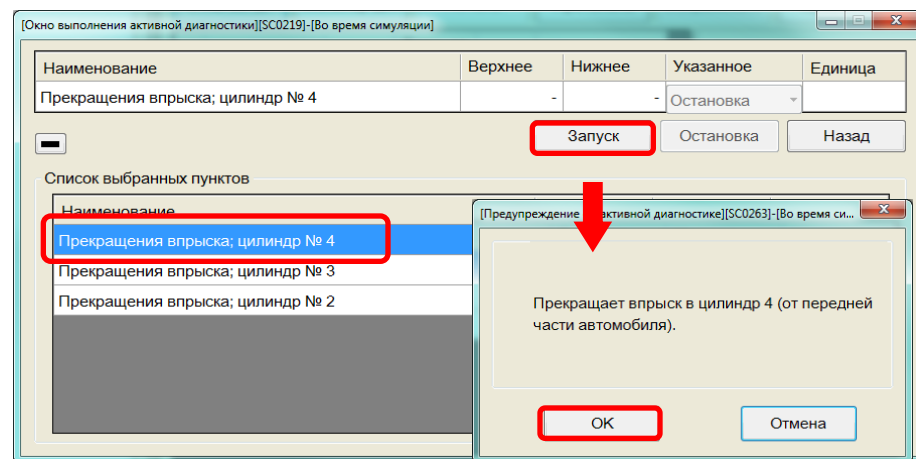 [Окно выполнения активной диагностики][SC0219]-[Во время симуляции]
Наименование Верхнее Нижнее Указанное Единица
Прекращения впрыска; цилиндр № 4 - - Остановка
Запуск Остановка Назад
Список выбранных пунктов
Наименование
Прекращения впрыска; цилиндр № 4
Прекращения впрыска; цилиндр № 3
Прекращения впрыска; цилиндр № 2
[Предупреждение активной диагностике][SC0263]-[Во время си...
Прекращает впрыск в цилиндр 4 (от передней
части автомобиля).
OK Отмена